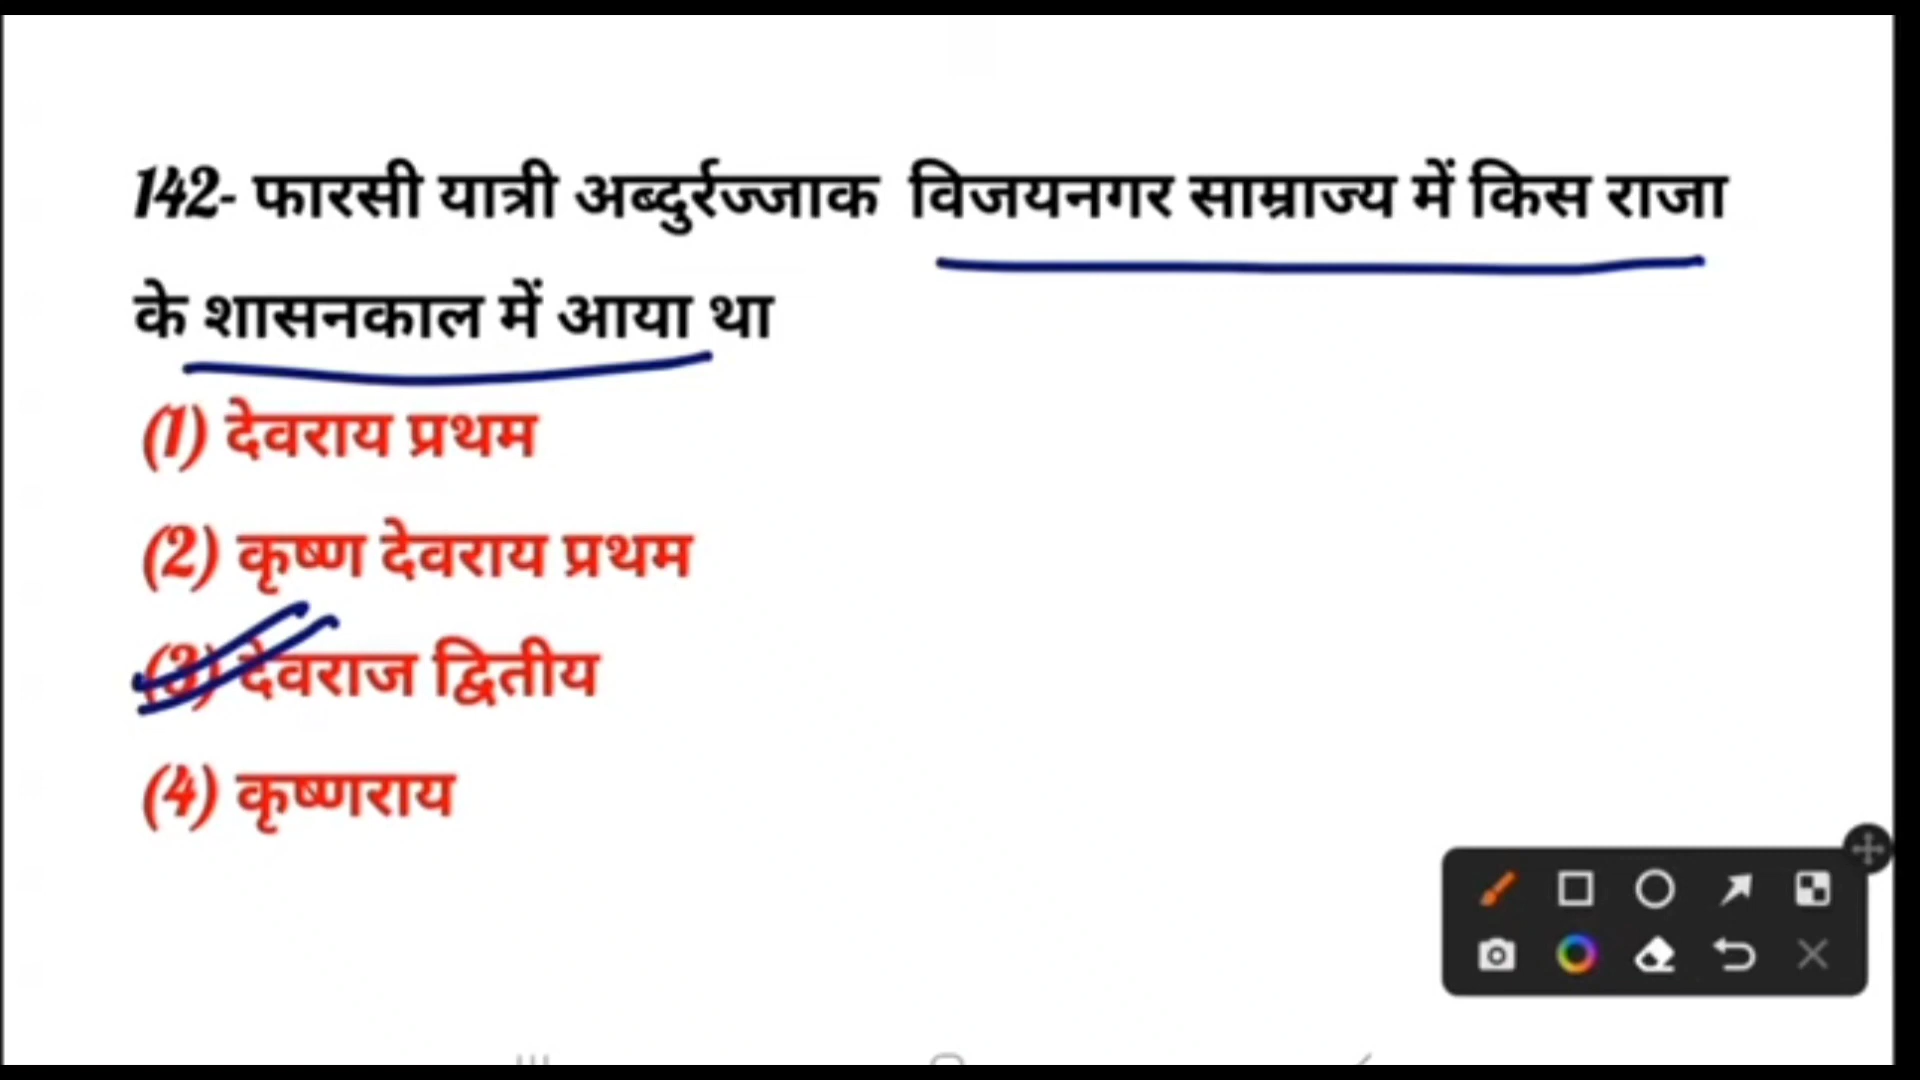 142- फारसी यात्री अब्दुर्रज्जाक विजयनगर साम्राज्य में किस राजा
के शासनकाल में आया था
(1) देवराय प्रथम
(2) कृष्ण देवराय प्रथम
(3) देवराज द्वितीय
(4) कृष्णराय